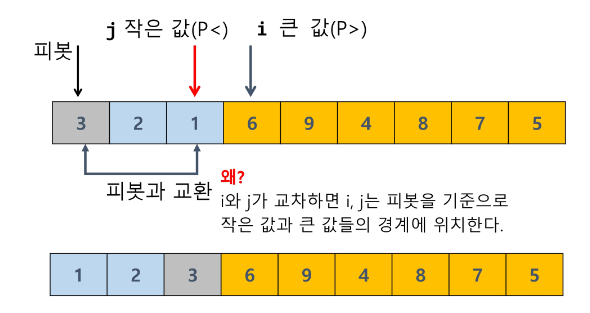 j 작은 값(P<)
i 큰 값(P>)
피봇
3 2 1 6 9 4 8 7 5
피봇과 교환
왜?
i와 j가 교차하면 i, j는 피봇을 기준으로
작은 값과 큰 값들의 경계에 위치한다.
1 2 3 6 9 4 8 7 5